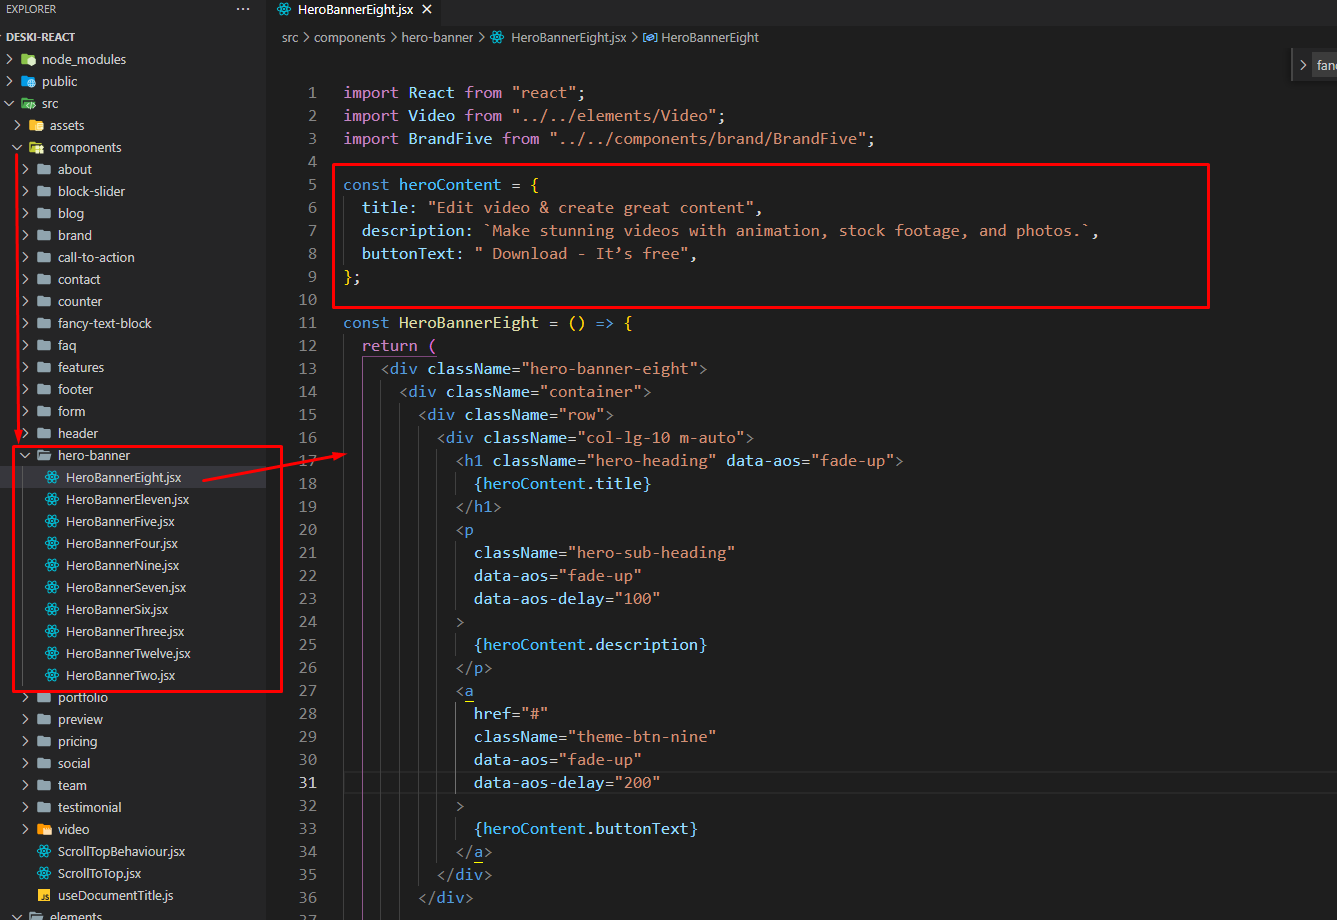 EXPLORER
···
DESKI-REACT
node_modules
public
src
assets
components
about
block-slider
blog
brand
call-to-action
contact
counter
fancy-text-block
faq
features
footer
form
header
hero-banner
HeroBannerEight.jsx
HeroBannerEleven.jsx
HeroBannerFive.jsx
HeroBannerFour.jsx
HeroBannerNine.jsx
HeroBannerSeven.jsx
HeroBannerSix.jsx
HeroBannerThree.jsx
HeroBannerTwelve.jsx
HeroBannerTwo.jsx
portfolio
preview
pricing
social
team
testimonial
video
ScrollTopBehaviour.jsx
ScrollToTop.jsx
JS useDocumentTitle.js
elements
HeroBannerEight.jsx
src > components > hero-banner > HeroBannerEight.jsx > HeroBannerEight
fanc
1 import React from "react";
2 import Video from "../../elements/Video";
3 import BrandFive from "../../components/brand/BrandFive";
4
5 const heroContent = {
6 title: "Edit video & create great content",
7 description: `Make stunning videos with animation, stock footage, and photos.`,
8 buttonText: " Download - It’s free",
9 };
10
11 const HeroBannerEight = () => {
12 return (
13 <div className="hero-banner-eight">
14 <div className="container">
15 <div className="row">
16 <div className="col-lg-10 m-auto">
17 <h1 className="hero-heading" data-aos="fade-up">
18 {heroContent.title}
19 </h1>
20 <p
21 className="hero-sub-heading"
22 data-aos="fade-up"
23 data-aos-delay="100"
24 >
25 {heroContent.description}
26 </p>
27 <a
28 href="#"
29 className="theme-btn-nine"
30 data-aos="fade-up"
31 data-aos-delay="200"
32 >
33 {heroContent.buttonText}
34 </a>
35 </div>
36 </div>
37